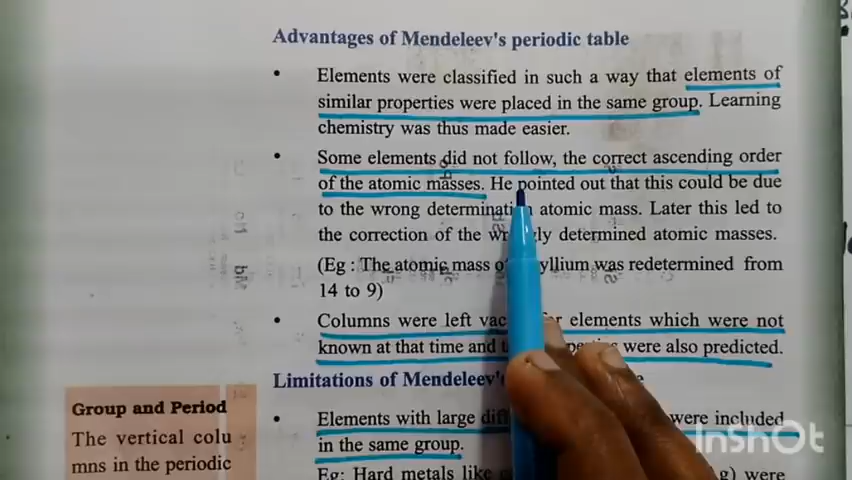 Advantages of Mendeleev's periodic table
• Elements were classified in such a way that elements of
similar properties were placed in the same group. Learning
chemistry was thus made easier.
• Some elements did not follow, the correct ascending order
of the atomic masses. He pointed out that this could be due
to the wrong determinati atomic mass. Later this led to
the correction of the wr gly determined atomic masses.
(Eg : The atomic mass o yllium was redetermined from
14 to 9)
• Columns were left vac r elements which were not
known at that time and were also predicted.
Limitations of Mendeleev's
• Elements with large were included
in the same group.
Eg: Hard metals like were
Group and Period
The vertical colu
mns in the periodic
InShOt